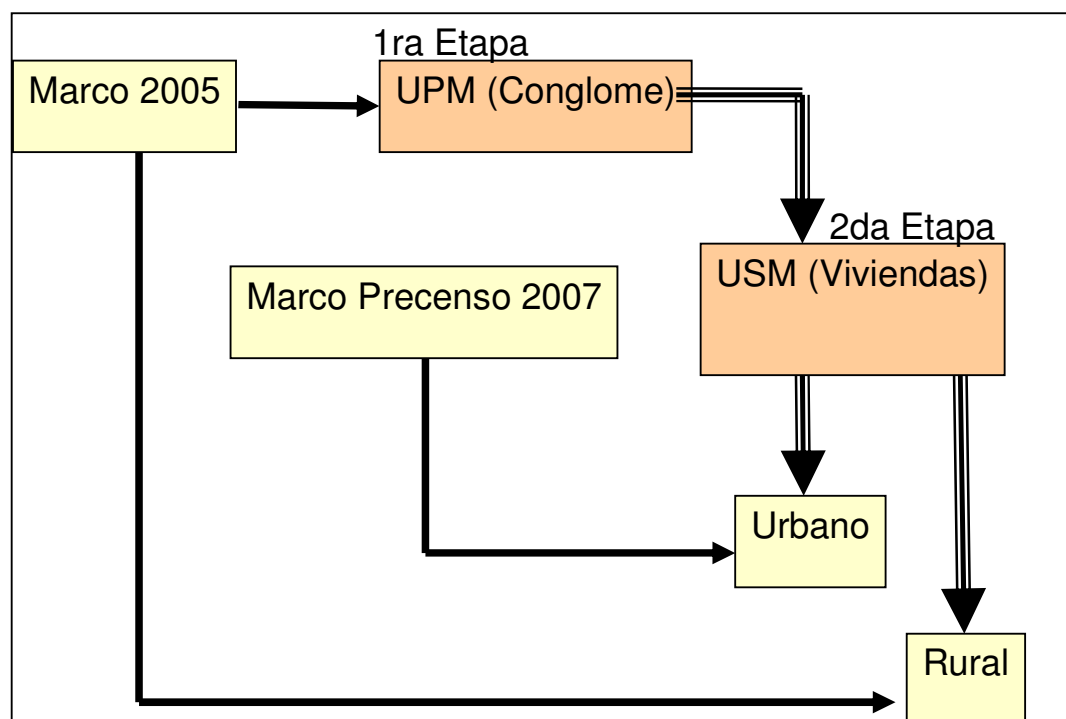 1ra Etapa
Marco 2005
UPM (Conglome)
2da Etapa
USM (Viviendas)
Marco Precenso 2007
Urbano
Rural